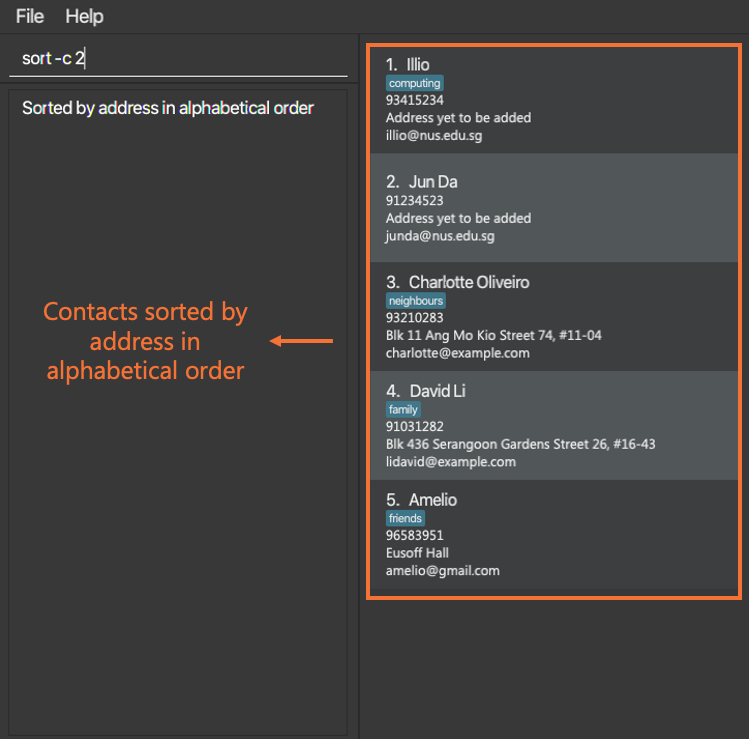 File Help
sort -c 2
Sorted by address in alphabetical order
Contacts sorted by
address in
alphabetical order
1. Illio
computing
93415234
Address yet to be added
illio@nus.edu.sg
2. Jun Da
91234523
Address yet to be added
junda@nus.edu.sg
3. Charlotte Oliveiro
neighbours
93210283
Blk 11 Ang Mo Kio Street 74, #11-04
charlotte@example.com
4. David Li
family
91031282
Blk 436 Serangoon Gardens Street 26, #16-43
lidavid@example.com
5. Amelio
friends
96583951
Eusoff Hall
amelio@gmail.com